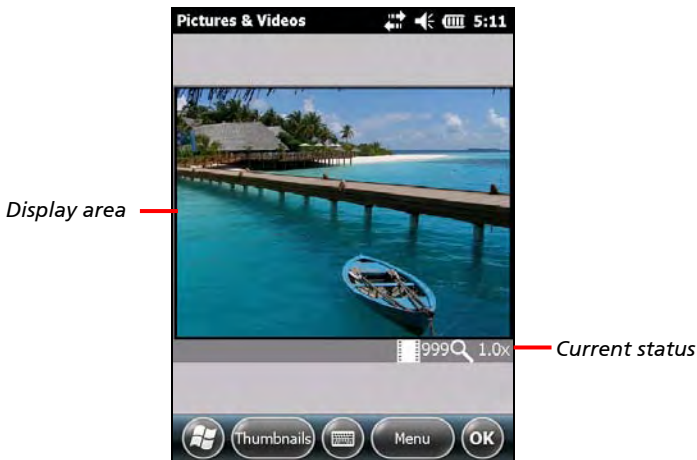 Pictures & Videos 5:11
Display area
999 1.0x
Current status
Thumbnails Menu OK